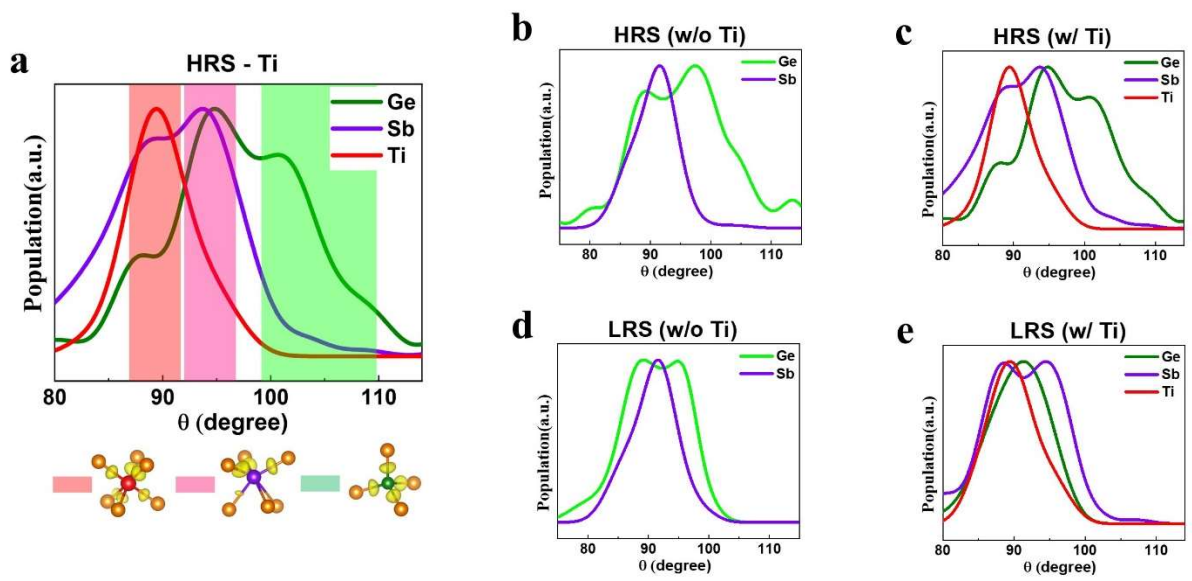 a
HRS - Ti
Ge
Sb
Ti
Population(a.u.)
80 90 100 110
θ (degree)
b
HRS (w/o Ti)
Ge
Sb
Population(a.u.)
80 90 100 110
θ (degree)
c
HRS (w/ Ti)
Ge
Sb
Ti
Population(a.u.)
80 90 100 110
θ (degree)
d
LRS (w/o Ti)
Ge
Sb
Population(a.u.)
80 90 100 110
θ (degree)
e
LRS (w/ Ti)
Ge
Sb
Ti
Population(a.u.)
80 90 100 110
θ (degree)